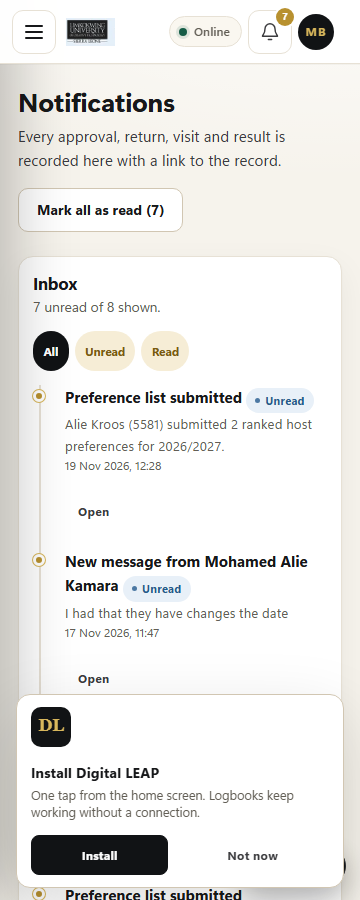 LIMKOKWING
UNIVERSITY
SIERRA LEONE
Online
7
MB
Notifications
Every approval, return, visit and result is
recorded here with a link to the record.
Mark all as read (7)
Inbox
7 unread of 8 shown.
All
Unread
Read
Preference list submitted
Unread
Alie Kroos (5581) submitted 2 ranked host
preferences for 2026/2027.
19 Nov 2026, 12:28
Open
New message from Mohamed Alie
Kamara
Unread
I had that they have changes the date
17 Nov 2026, 11:47
Open
DL
Install Digital LEAP
One tap from the home screen. Logbooks keep
working without a connection.
Install
Not now
Preference list submitted